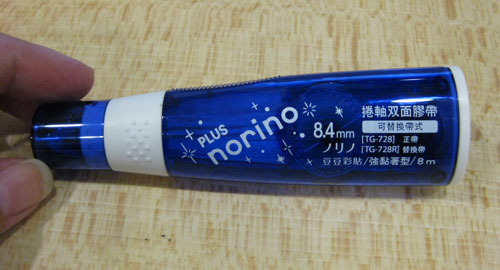 PLUS
norino
8.4mm
ノリノ
捲軸双面膠帶
可替換帶式
[TG-728] 正帶
[TG-728R] 替換帶
豆豆彩貼/強黏著型/8m